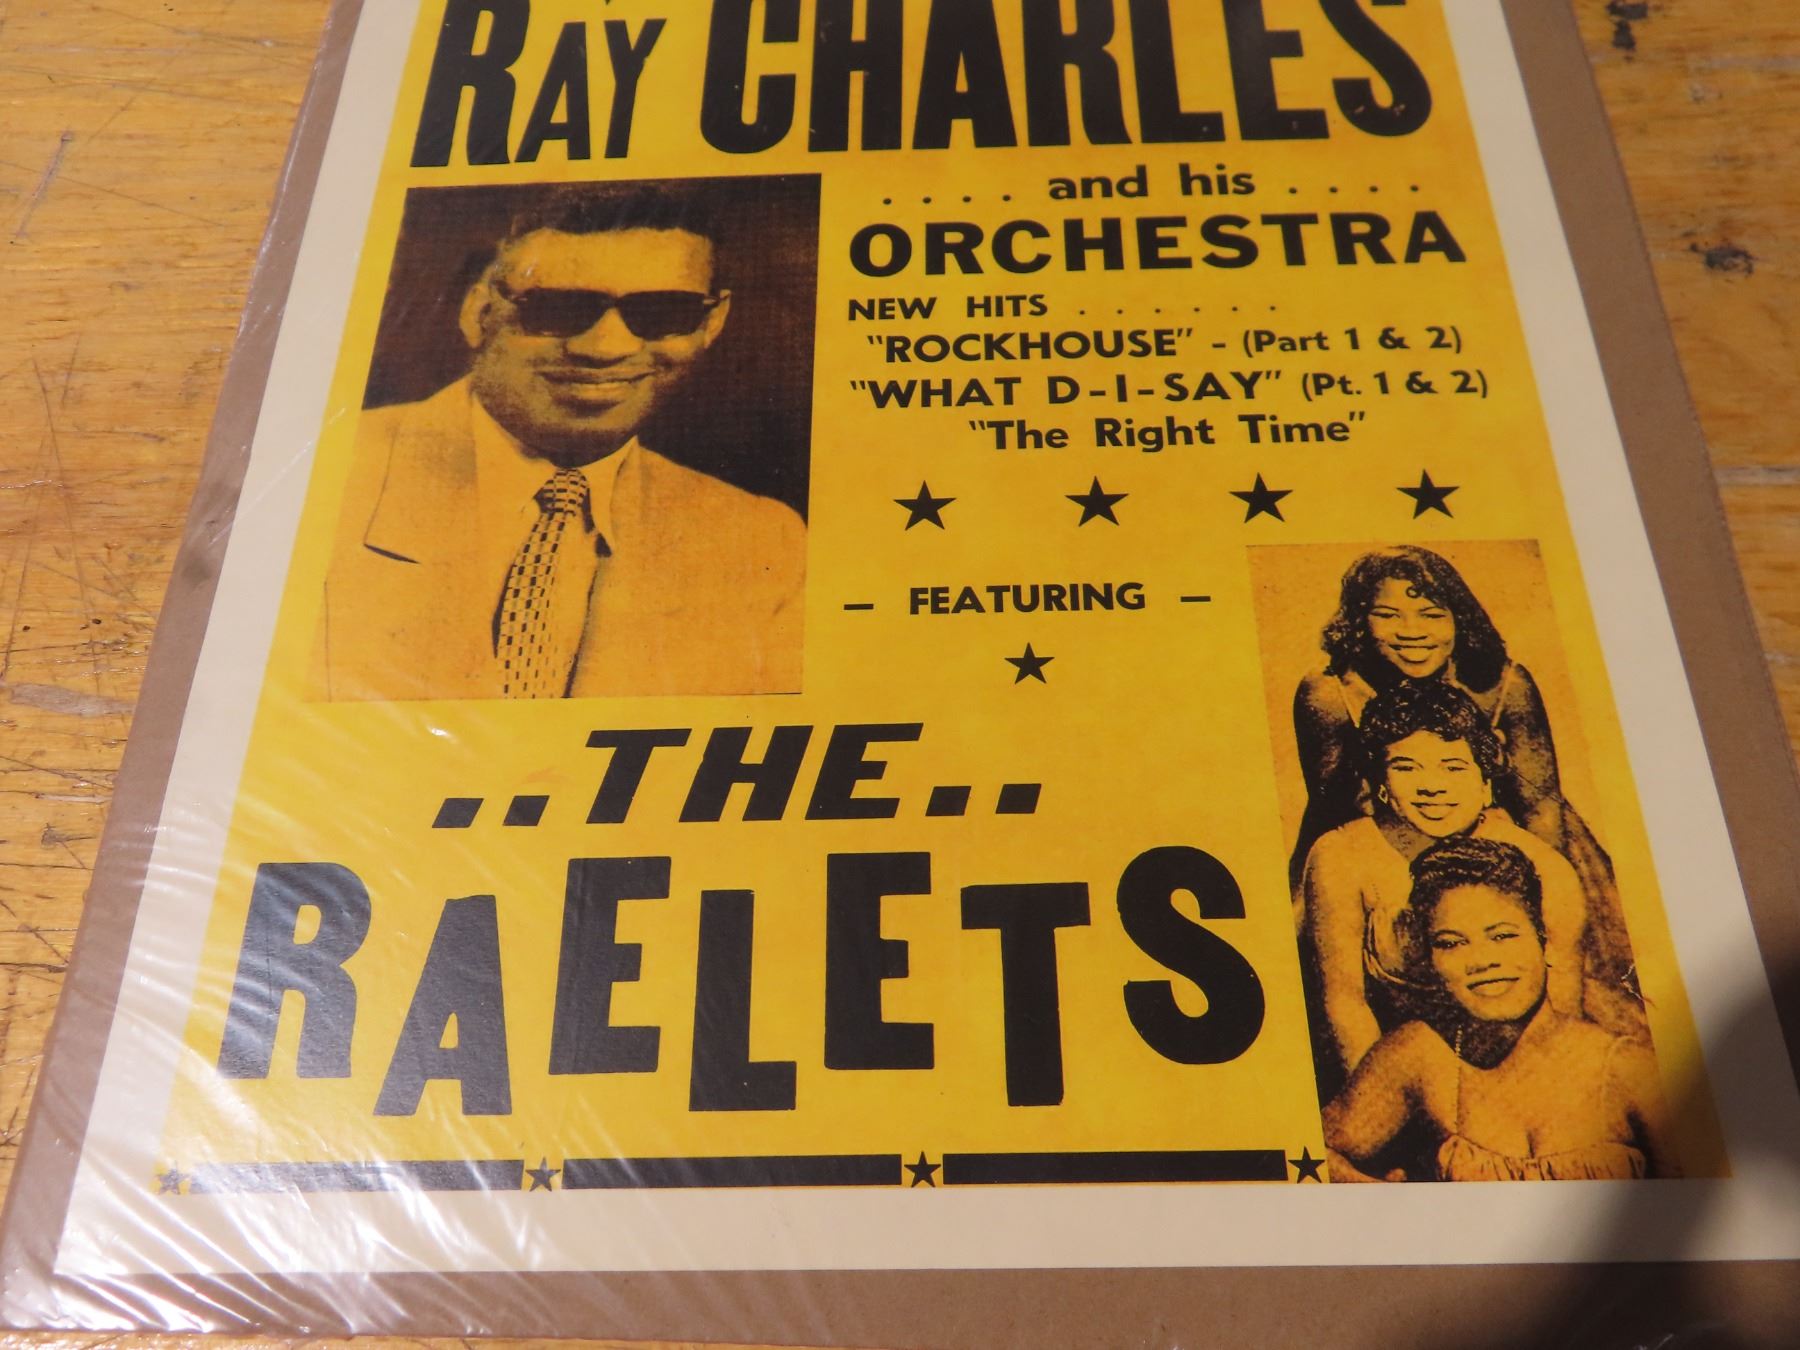 RAY CHARLES
. . . . and his . . . .
ORCHESTRA
NEW HITS . . . . . .
"ROCKHOUSE" - (Part 1 & 2)
"WHAT D-I-SAY" (Pt. 1 & 2)
"The Right Time"
- FEATURING -
..THE..
RAELETS